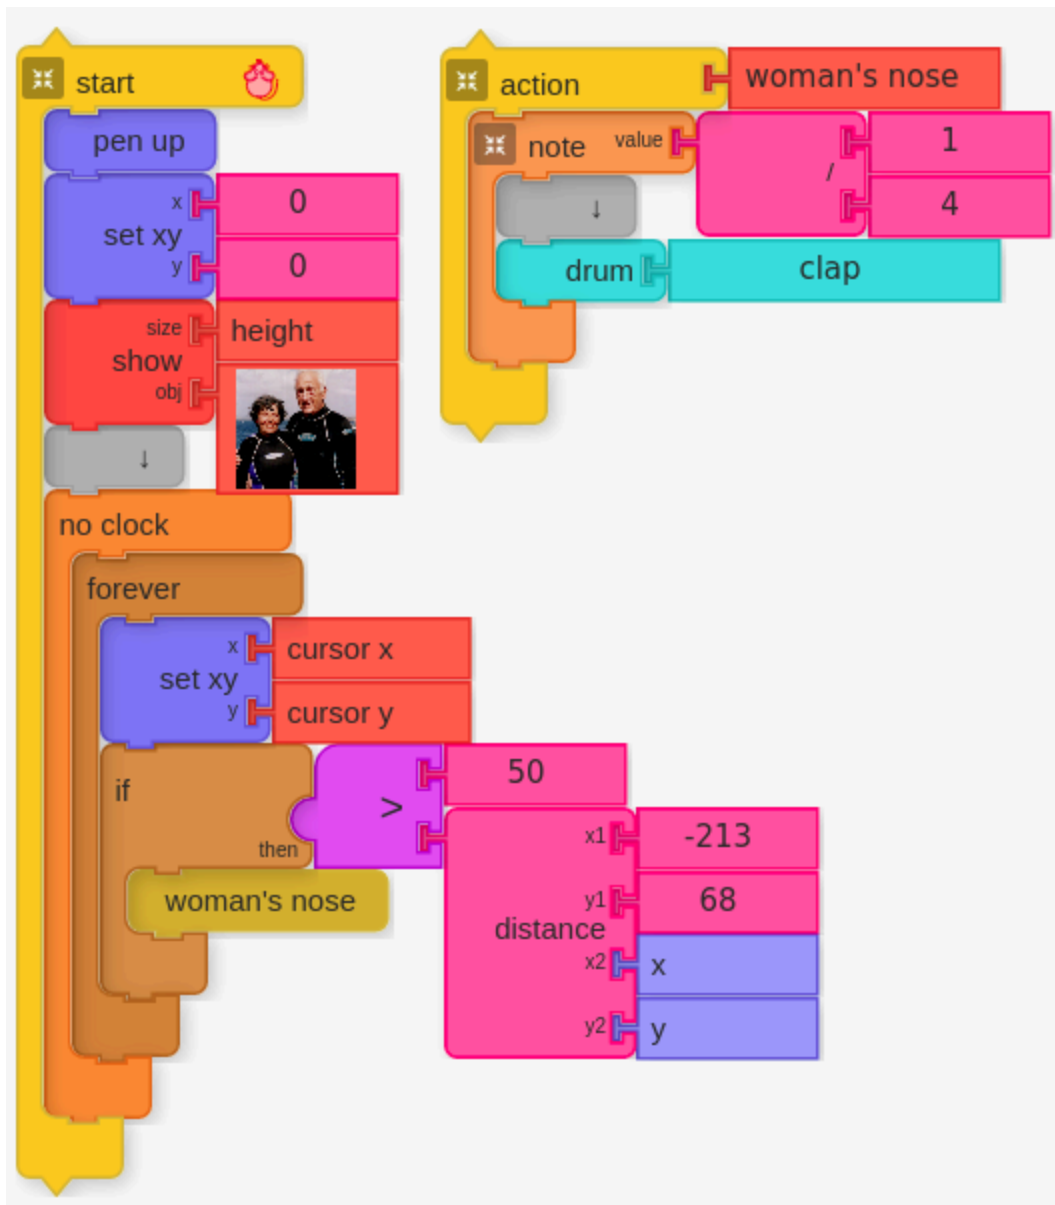 start
pen up
x 0
set xy
y 0
size height
show
obj
↓
no clock
forever
x cursor x
set xy
y cursor y
if
> 50
then
woman's nose
x1 -213
y1 68
distance
x2 x
y2 y
action woman's nose
note value / 1
4
↓
drum clap